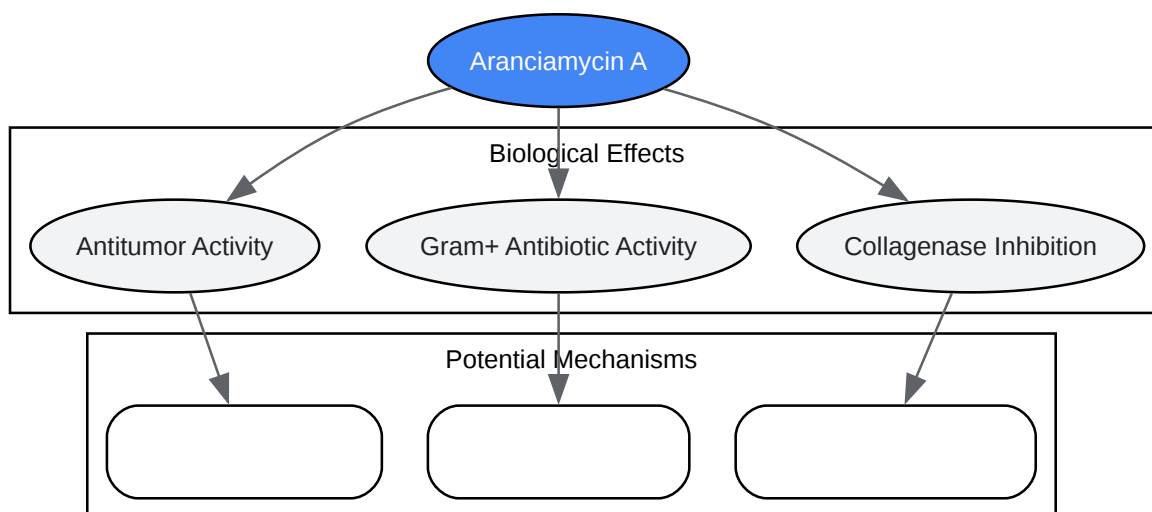 Aranciamycin A
Biological Effects
Antitumor Activity
Gram+ Antibiotic Activity
Collagenase Inhibition
Potential Mechanisms